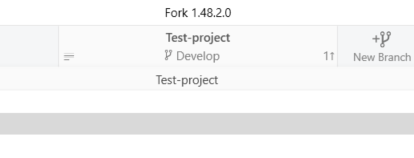 Fork 1.48.2.0
Test-project
Develop 1↑
New Branch
Test-project